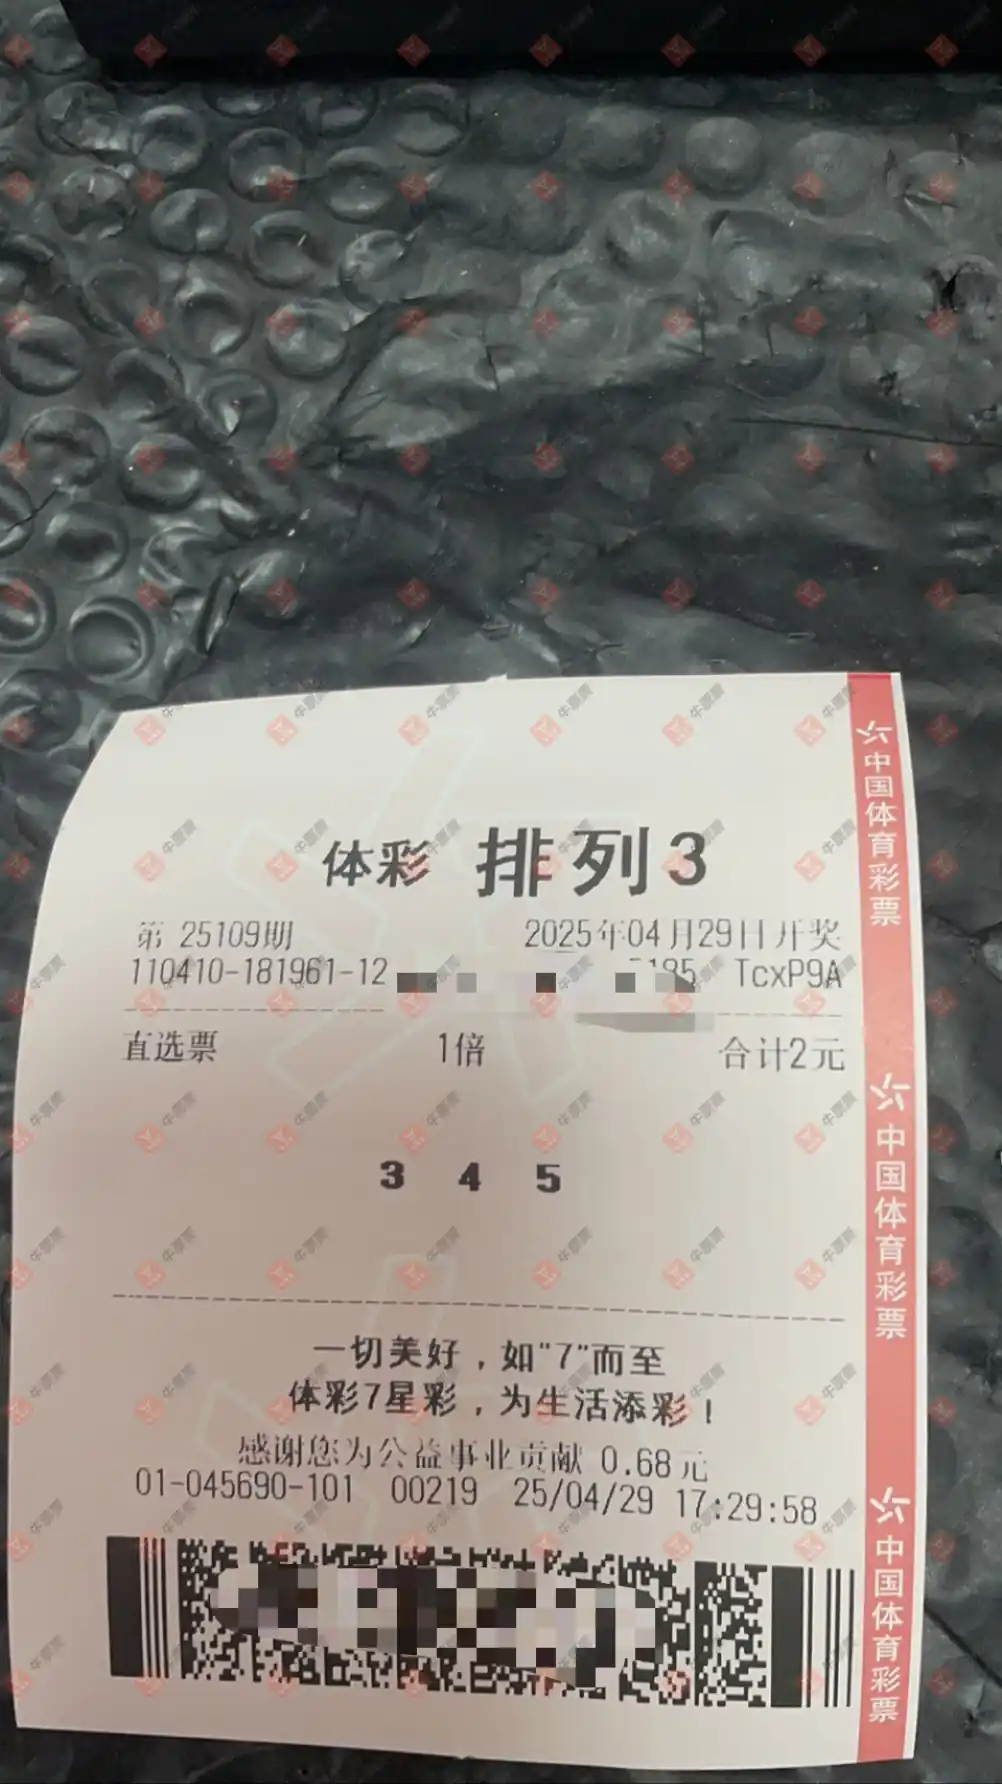 体彩 排列3
第 25109期 2025年04月29日开奖
110410-181961-12 5185 TcxP9A
直选票 1倍 合计2元
3 4 5
一切美好，如"7"而至
体彩7星彩，为生活添彩！
感谢您为公益事业贡献 0.68元
01-045690-101 00219 25/04/29 17:29:58
中国体育彩票
中国体育彩票
中国体育彩票